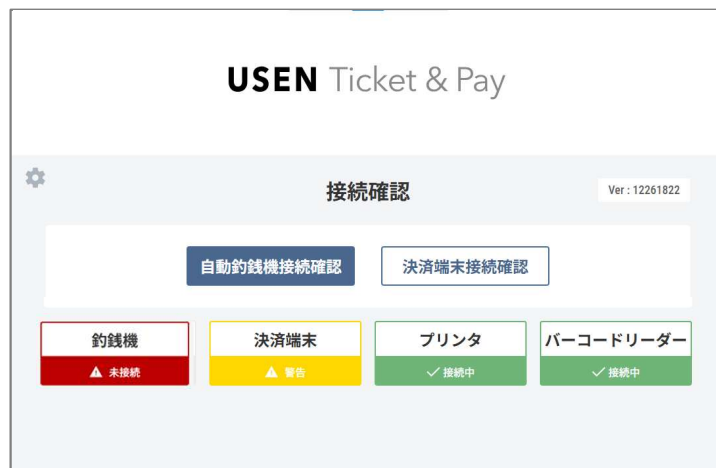 USEN Ticket & Pay
接続確認
Ver : 12261822
自動釣銭機接続確認
決済端末接続確認
釣銭機
決済端末
プリンタ
バーコードリーダー
未接続
警告
接続中
接続中